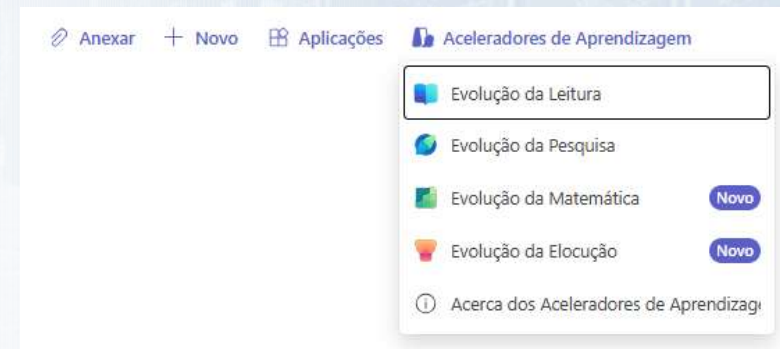 Anexar + Novo Aplicações Aceleradores de Aprendizagem
Evolução da Leitura
Evolução da Pesquisa
Evolução da Matemática Novo
Evolução da Elocução Novo
Acerca dos Aceleradores de Aprendizage